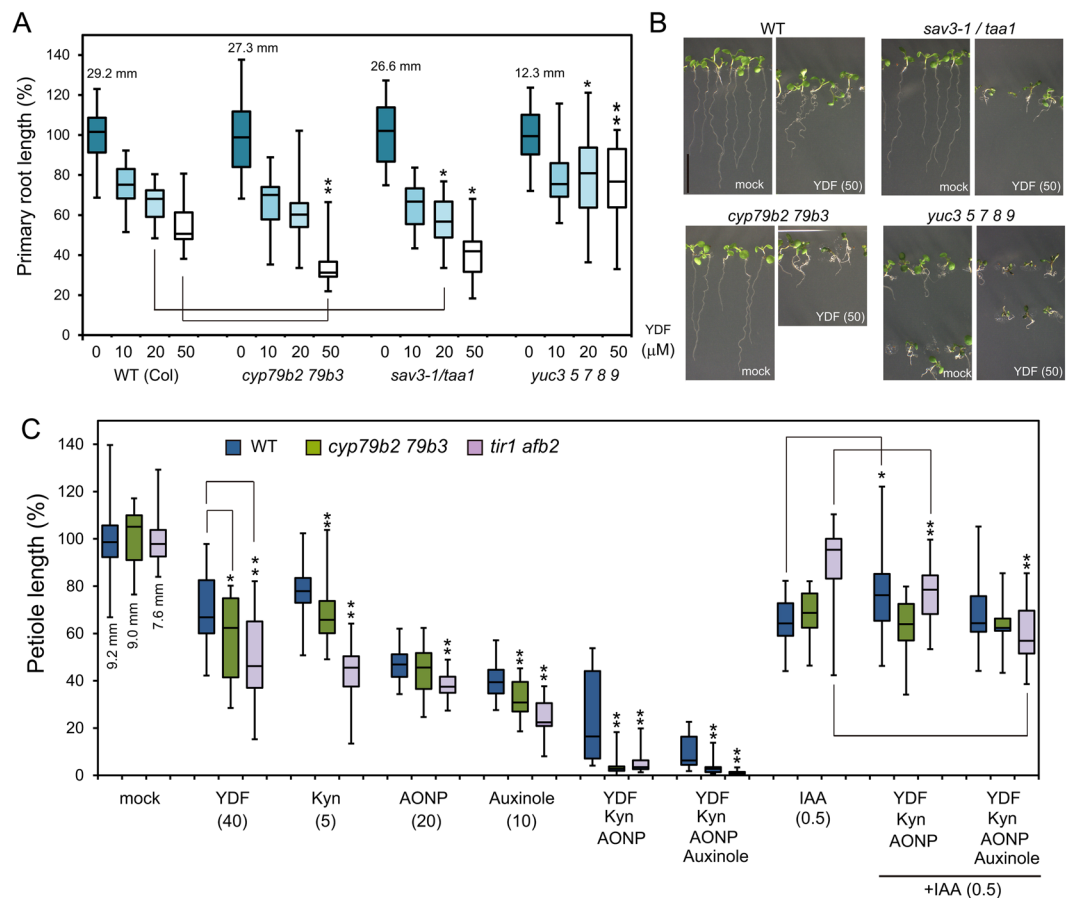 A
Primary root length (%)
140
120
100
80
60
40
20
0
29.2 mm
27.3 mm
26.6 mm
12.3 mm
**
*
*
*
**
0 10 20 50 0 10 20 50 0 10 20 50 0 10 20 50
YDF
(μM)
WT (Col) cyp79b2 79b3 sav3-1/taa1 yuc3 5 7 8 9
B
WT
sav3-1 / taa1
mock
YDF (50)
mock
YDF (50)
cyp79b2 79b3
yuc3 5 7 8 9
mock
YDF (50)
mock
YDF (50)
C
Petiole length (%)
140
120
100
80
60
40
20
0
WT cyp79b2 79b3 tir1 afb2
9.2 mm
9.0 mm
7.6 mm
*
**
**
**
**
**
**
**
**
**
**
*
**
**
mock
YDF
(40)
Kyn
(5)
AONP
(20)
Auxinole
(10)
YDF
Kyn
AONP
YDF
Kyn
AONP
Auxinole
IAA
(0.5)
YDF
Kyn
AONP
YDF
Kyn
AONP
Auxinole
+IAA (0.5)